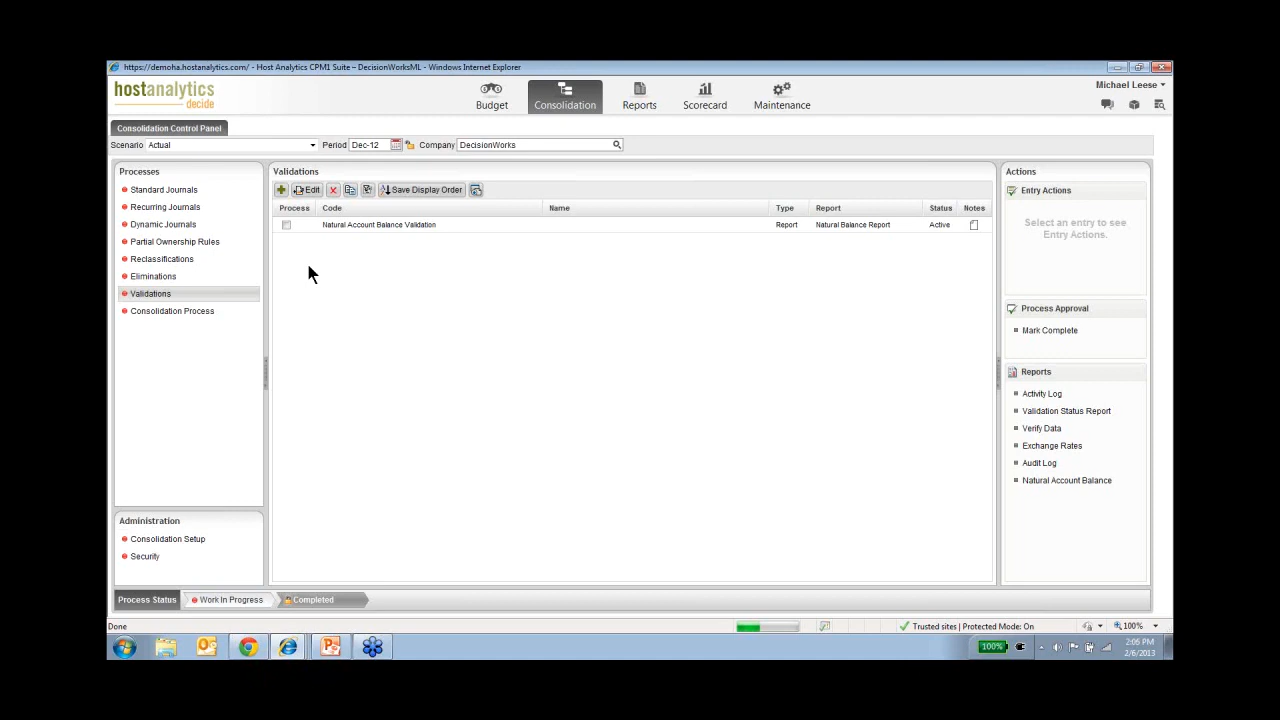 https://demoha.hostanalytics.com/ - Host Analytics CPM1 Suite – DecisionWorksML - Windows Internet Explorer
hostanalytics
decide
Budget
Consolidation
Reports
Scorecard
Maintenance
Michael Leese
Consolidation Control Panel
Scenario Actual Period Dec-12 Company DecisionWorks
Processes
Standard Journals
Recurring Journals
Dynamic Journals
Partial Ownership Rules
Reclassifications
Eliminations
Validations
Consolidation Process
Administration
Consolidation Setup
Security
Validations
Edit Save Display Order
Process Code Name Type Report Status Notes
Natural Account Balance Validation Report Natural Balance Report Active
Actions
Entry Actions
Select an entry to see
Entry Actions.
Process Approval
Mark Complete
Reports
Activity Log
Validation Status Report
Verify Data
Exchange Rates
Audit Log
Natural Account Balance
Process Status Work In Progress Completed
Done Trusted sites | Protected Mode: On 100%
100% 2:05 PM
2/6/2013